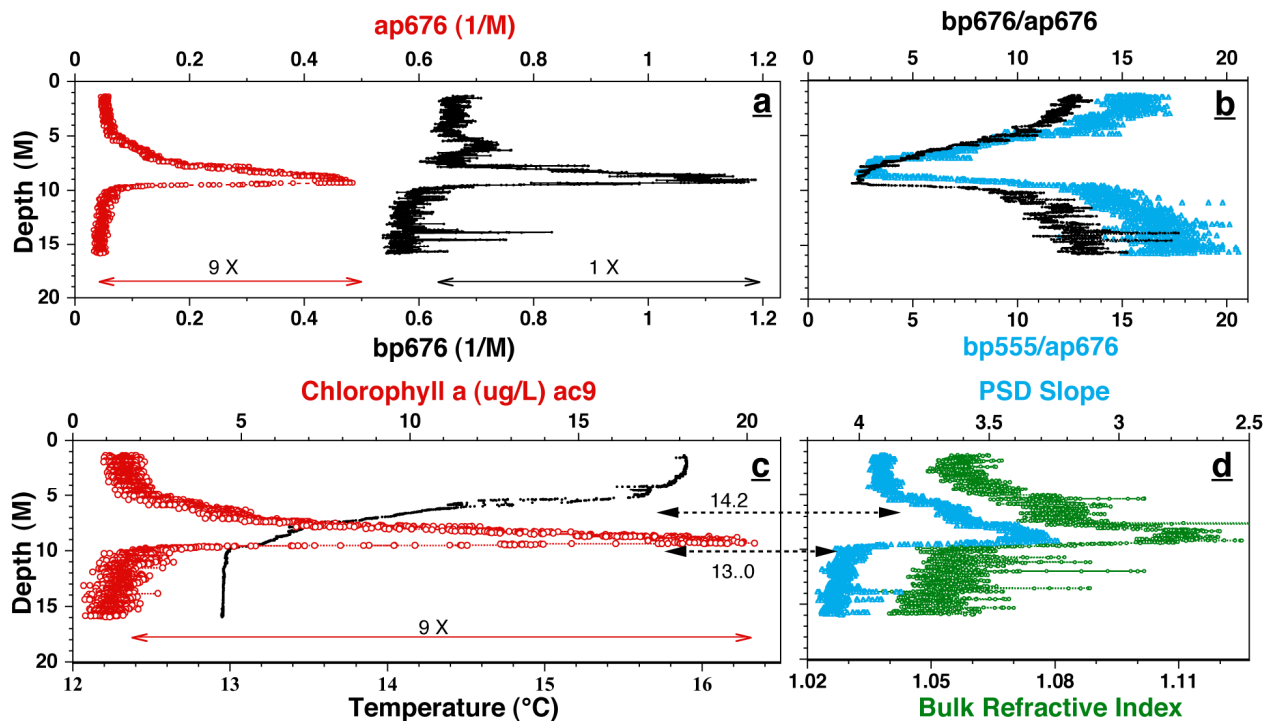 ap676 (1/M)
0 0.2 0.4 0.6 0.8 1 1.2
bp676/ap676
0 5 10 15 20
Depth (M)
0
5
10
15
20
a
9 X
1 X
b
0 0.2 0.4 0.6 0.8 1 1.2
bp676 (1/M)
0 5 10 15 20
bp555/ap676
Chlorophyll a (ug/L) ac9
0 5 10 15 20
PSD Slope
4 3.5 3 2.5
Depth (M)
0
5
10
15
20
c
d
14.2
13..0
9 X
12 13 14 15 16
Temperature (°C)
1.02 1.05 1.08 1.11
Bulk Refractive Index